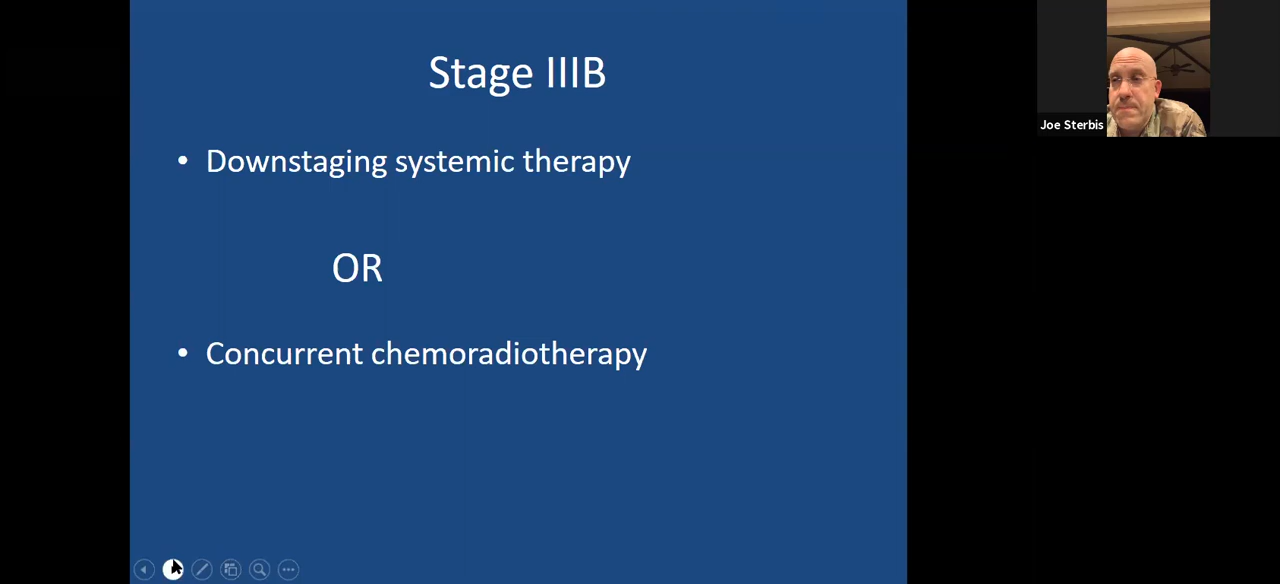 Stage IIIB
Joe Sterbis
• Downstaging systemic therapy
OR
• Concurrent chemoradiotherapy